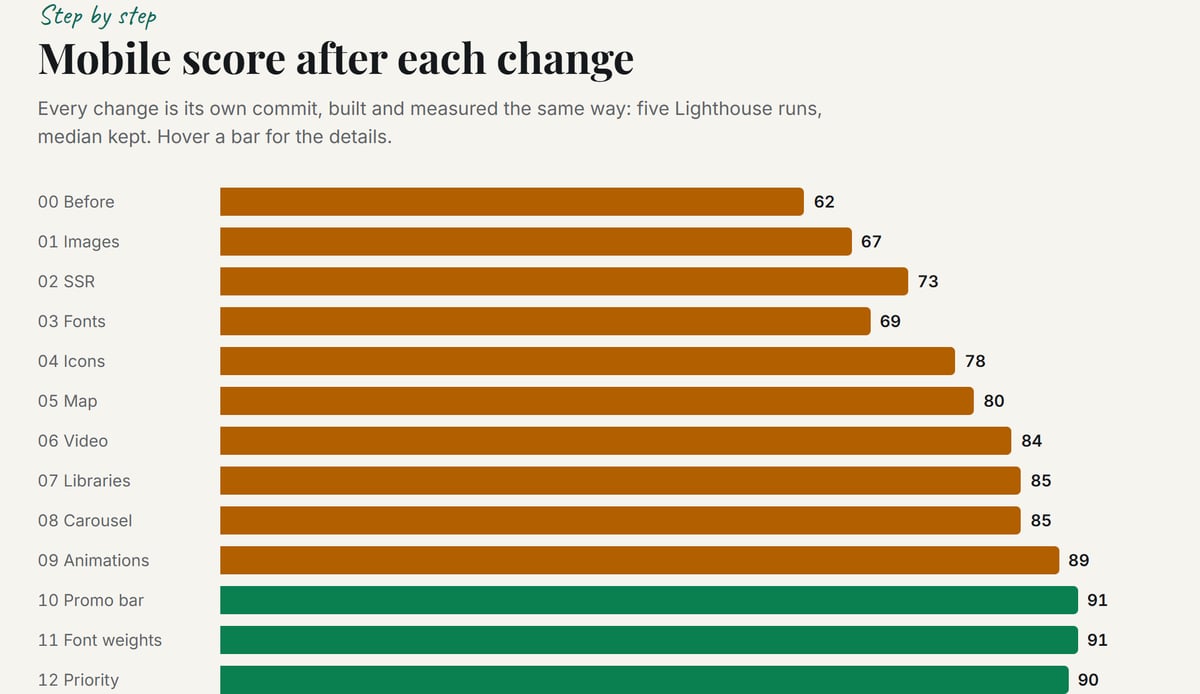 Step by step
Mobile score after each change
Every change is its own commit, built and measured the same way: five Lighthouse runs,
median kept. Hover a bar for the details.
00 Before 62
01 Images 67
02 SSR 73
03 Fonts 69
04 Icons 78
05 Map 80
06 Video 84
07 Libraries 85
08 Carousel 85
09 Animations 89
10 Promo bar 91
11 Font weights 91
12 Priority 90